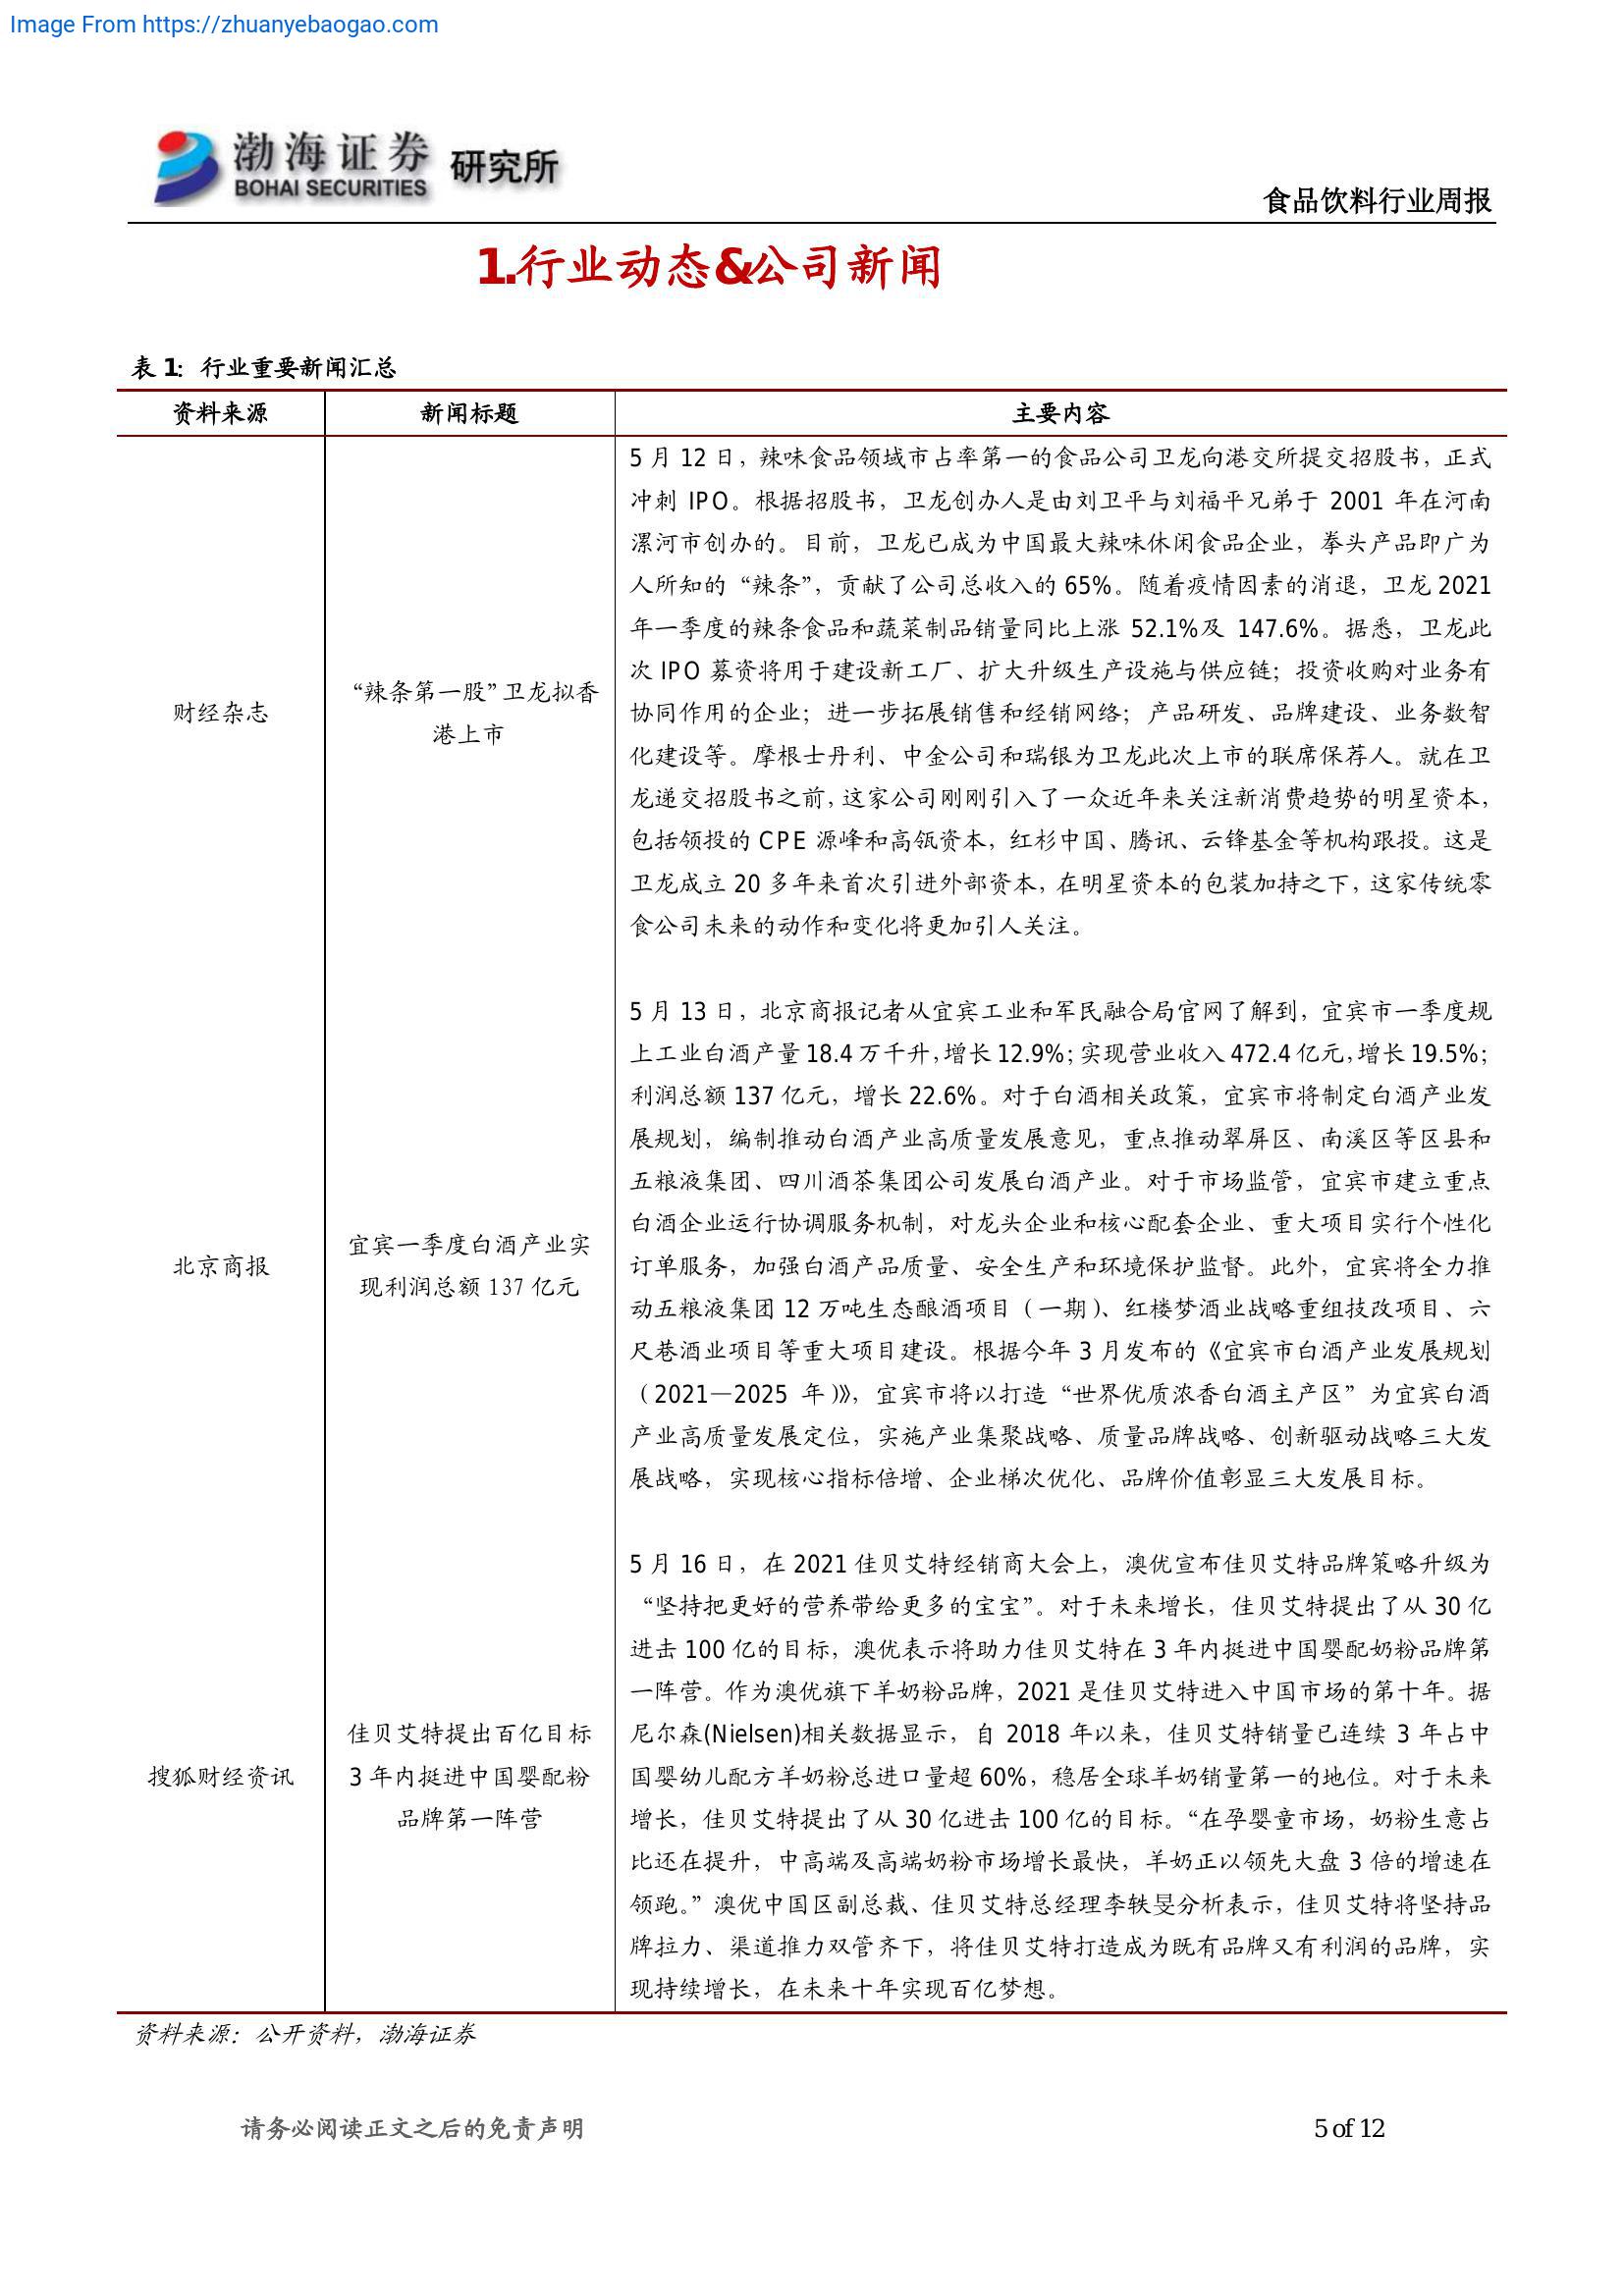 Image From https://zhuanyebaogao.com
渤海证券
BOHAI SECURITIES
研究所
食品饮料行业周报
1.行业动态&公司新闻
表 1：行业重要新闻汇总
资料来源
新闻标题
主要内容
财经杂志
“辣条第一股”卫龙拟香
港上市
5 月 12 日，辣味食品领域市占率第一的食品公司卫龙向港交所提交招股书，正式
冲刺 IPO。根据招股书，卫龙创办人是由刘卫平与刘福平兄弟于 2001 年在河南
漯河市创办的。目前，卫龙已成为中国最大辣味休闲食品企业，拳头产品即广为
人所知的“辣条”，贡献了公司总收入的 65%。随着疫情因素的消退，卫龙 2021
年一季度的辣条食品和蔬菜制品销量同比上涨 52.1%及 147.6%。据悉，卫龙此
次 IPO 募资将用于建设新工厂、扩大升级生产设施与供应链；投资收购对业务有
协同作用的企业；进一步拓展销售和经销网络；产品研发、品牌建设、业务数智
化建设等。摩根士丹利、中金公司和瑞银为卫龙此次上市的联席保荐人。就在卫
龙递交招股书之前，这家公司刚刚引入了一众近年来关注新消费趋势的明星资本，
包括领投的 CPE 源峰和高瓴资本，红杉中国、腾讯、云锋基金等机构跟投。这是
卫龙成立 20 多年来首次引进外部资本，在明星资本的包装加持之下，这家传统零
食公司未来的动作和变化将更加引人关注。
北京商报
宜宾一季度白酒产业实
现利润总额 137 亿元
5 月 13 日，北京商报记者从宜宾工业和军民融合局官网了解到，宜宾市一季度规
上工业白酒产量 18.4 万千升，增长 12.9%；实现营业收入 472.4 亿元，增长 19.5%；
利润总额 137 亿元，增长 22.6%。对于白酒相关政策，宜宾市将制定白酒产业发
展规划，编制推动白酒产业高质量发展意见，重点推动翠屏区、南溪区等区县和
五粮液集团、四川酒茶集团公司发展白酒产业。对于市场监管，宜宾市建立重点
白酒企业运行协调服务机制，对龙头企业和核心配套企业、重大项目实行个性化
订单服务，加强白酒产品质量、安全生产和环境保护监督。此外，宜宾将全力推
动五粮液集团 12 万吨生态酿酒项目（一期）、红楼梦酒业战略重组技改项目、六
尺巷酒业项目等重大项目建设。根据今年 3 月发布的《宜宾市白酒产业发展规划
（2021—2025 年）》，宜宾市将以打造“世界优质浓香白酒主产区”为宜宾白酒
产业高质量发展定位，实施产业集聚战略、质量品牌战略、创新驱动战略三大发
展战略，实现核心指标倍增、企业梯次优化、品牌价值彰显三大发展目标。
搜狐财经资讯
佳贝艾特提出百亿目标
3 年内挺进中国婴配粉
品牌第一阵营
5 月 16 日，在 2021 佳贝艾特经销商大会上，澳优宣布佳贝艾特品牌策略升级为
“坚持把更好的营养带给更多的宝宝”。对于未来增长，佳贝艾特提出了从 30 亿
进击 100 亿的目标，澳优表示将助力佳贝艾特在 3 年内挺进中国婴配奶粉品牌第
一阵营。作为澳优旗下羊奶粉品牌，2021 是佳贝艾特进入中国市场的第十年。据
尼尔森(Nielsen)相关数据显示，自 2018 年以来，佳贝艾特销量已连续 3 年占中
国婴幼儿配方羊奶粉总进口量超 60%，稳居全球羊奶销量第一的地位。对于未来
增长，佳贝艾特提出了从 30 亿进击 100 亿的目标。“在孕婴童市场，奶粉生意占
比还在提升，中高端及高端奶粉市场增长最快，羊奶正以领先大盘 3 倍的增速在
领跑。”澳优中国区副总裁、佳贝艾特总经理李轶旻分析表示，佳贝艾特将坚持品
牌拉力、渠道推力双管齐下，将佳贝艾特打造成为既有品牌又有利润的品牌，实
现持续增长，在未来十年实现百亿梦想。
资料来源：公开资料，渤海证券
请务必阅读正文之后的免责声明
5 of 12